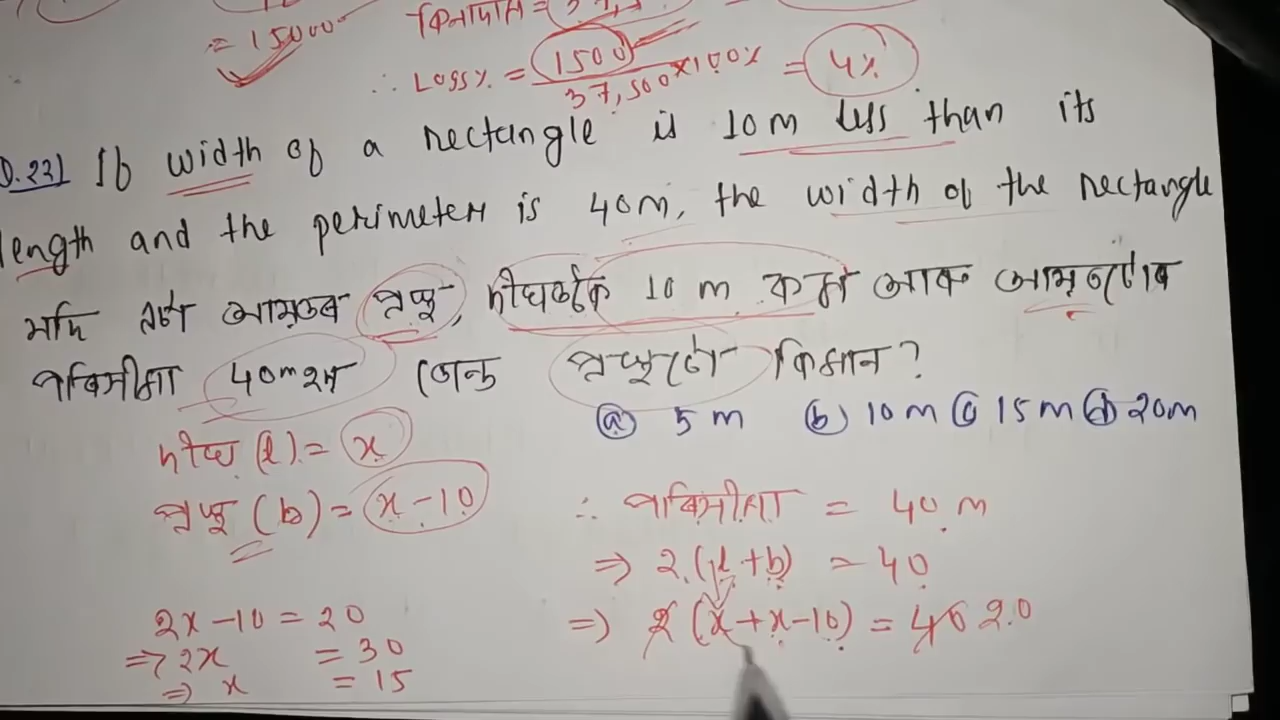 = 15000
= 37,
∴ Loss% = 1500 / 37,500 × 100% = 4%
Q.22) If width of a rectangle is 10m less than its
length and the perimeter is 40m, the width of the rectangle
যদি এটা আয়তৰ প্ৰস্থ, দীঘতকৈ 10 m কম আৰু আয়তটোৰ
পৰিসীমা 40m হয় তেন্তে প্ৰস্থটো কিমান?
ⓐ 5 m ⓑ 10 m ⓒ 15 m ⓓ 20m
দীঘ (l) = x
প্ৰস্থ (b) = x - 10
∴ পৰিসীমা = 40 m
⇒ 2 (l + b) = 40
⇒ 2 (x + x - 10) = 40 20
2x - 10 = 20
⇒ 2x = 30
⇒ x = 15